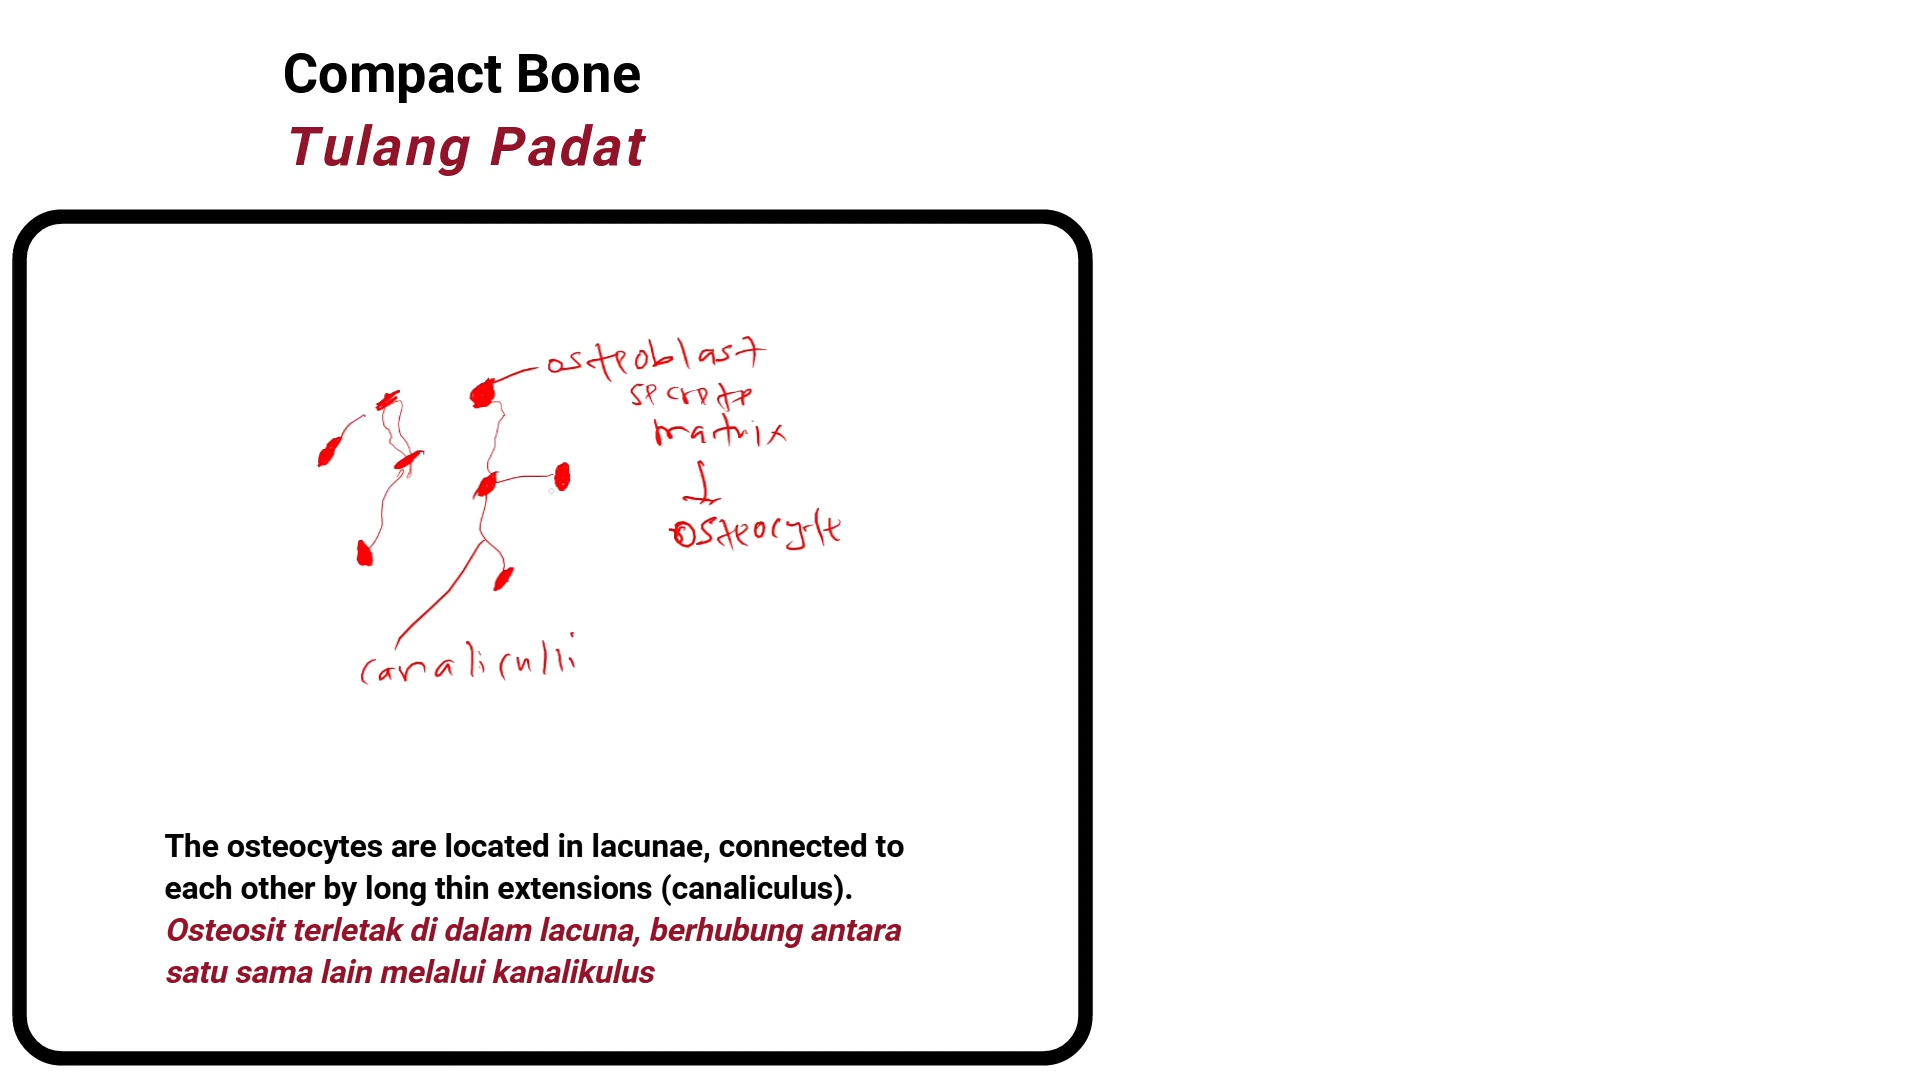 Compact Bone
Tulang Padat
osteoblast
secrete
matrix
osteocyte
canaliculli
The osteocytes are located in lacunae, connected to
each other by long thin extensions (canaliculus).
Osteosit terletak di dalam lacuna, berhubung antara
satu sama lain melalui kanalikulus